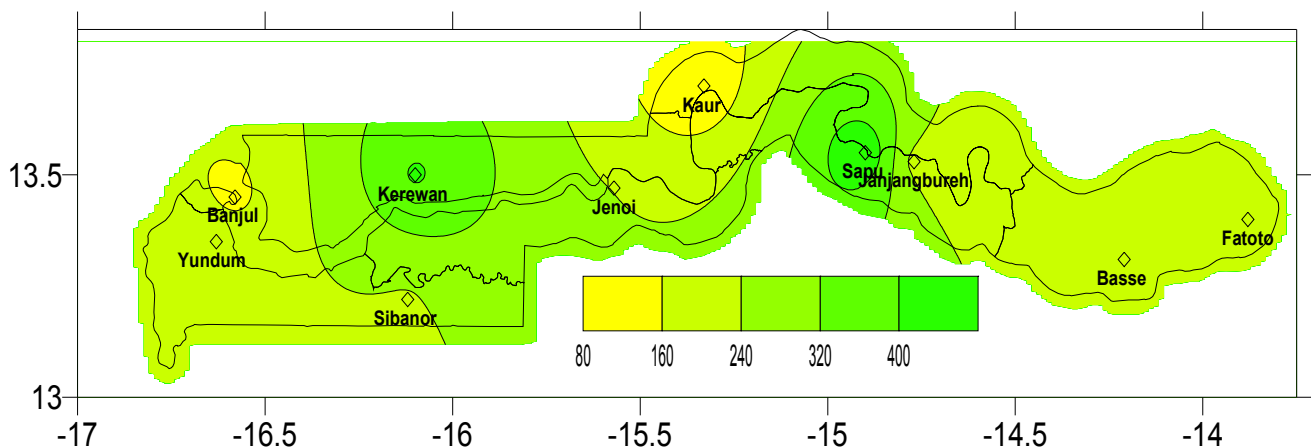 Kaur
13.5
Sapu
Janjangbureh
Kerewan
Jenoi
Banjul
Fatoto
Yundum
Basse
Sibanor
80 160 240 320 400
13
-17 -16.5 -16 -15.5 -15 -14.5 -14